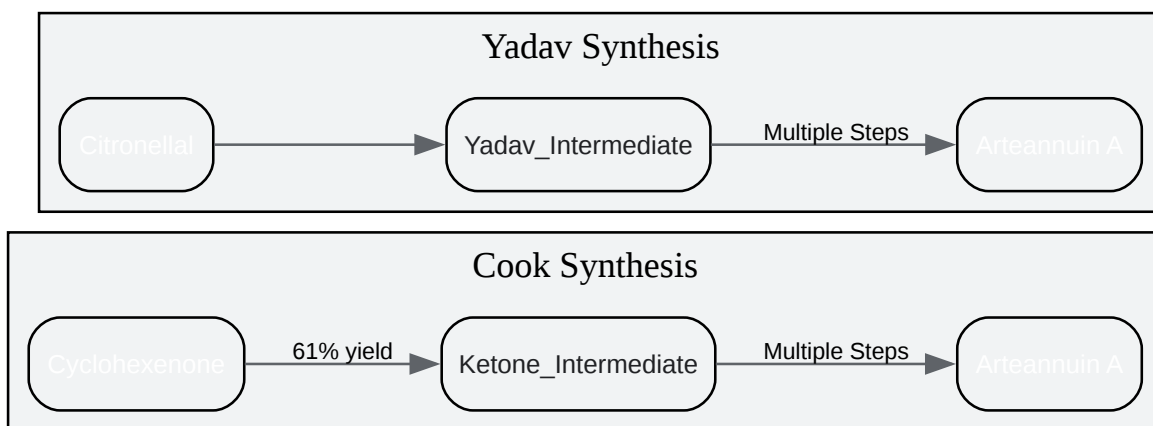 Yadav Synthesis
Citronellal
Yadav_Intermediate
Multiple Steps
Arteannuin A
Cook Synthesis
Cyclohexenone
61% yield
Ketone_Intermediate
Multiple Steps
Arteannuin A